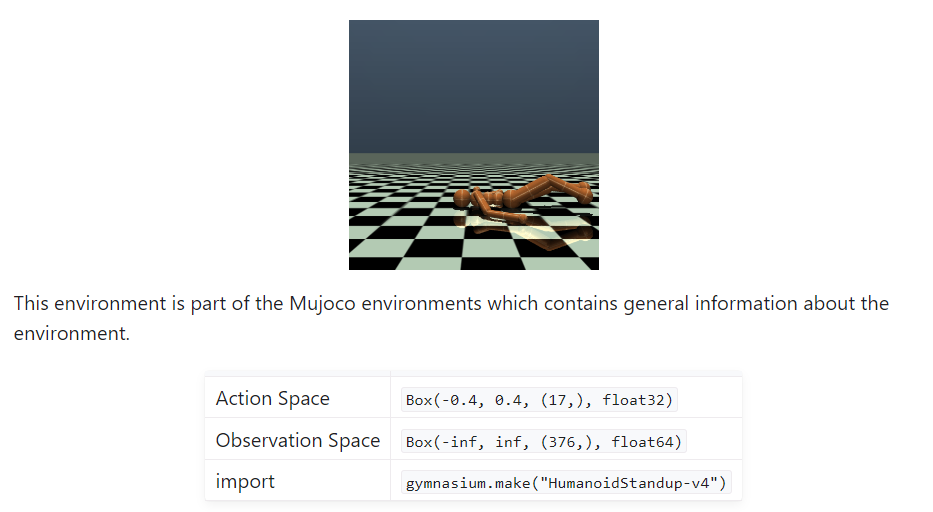 This environment is part of the Mujoco environments which contains general information about the
environment.
Action Space Box(-0.4, 0.4, (17,), float32)
Observation Space Box(-inf, inf, (376,), float64)
import gymnasium.make("HumanoidStandup-v4")